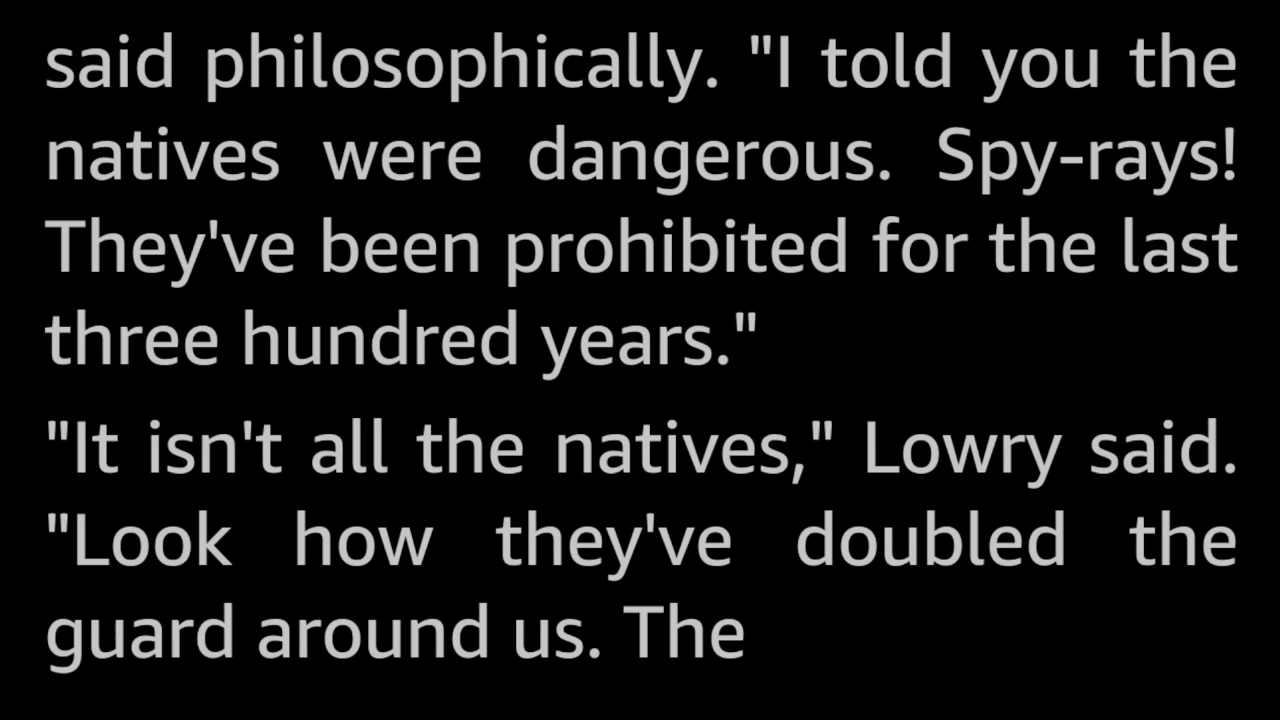 said philosophically. "I told you the
natives were dangerous. Spy-rays!
They've been prohibited for the last
three hundred years."
"It isn't all the natives," Lowry said.
"Look how they've doubled the
guard around us. The